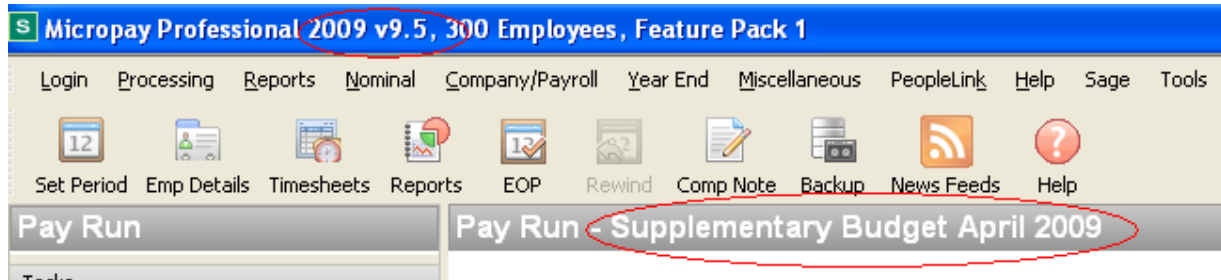 S Micropay Professional 2009 v9.5, 300 Employees, Feature Pack 1
Login Processing Reports Nominal Company/Payroll Year End Miscellaneous PeopleLink Help Sage Tools
12 12 ?
Set Period Emp Details Timesheets Reports EOP Rewind Comp Note Backup News Feeds Help
Pay Run Pay Run - Supplementary Budget April 2009
Tasks